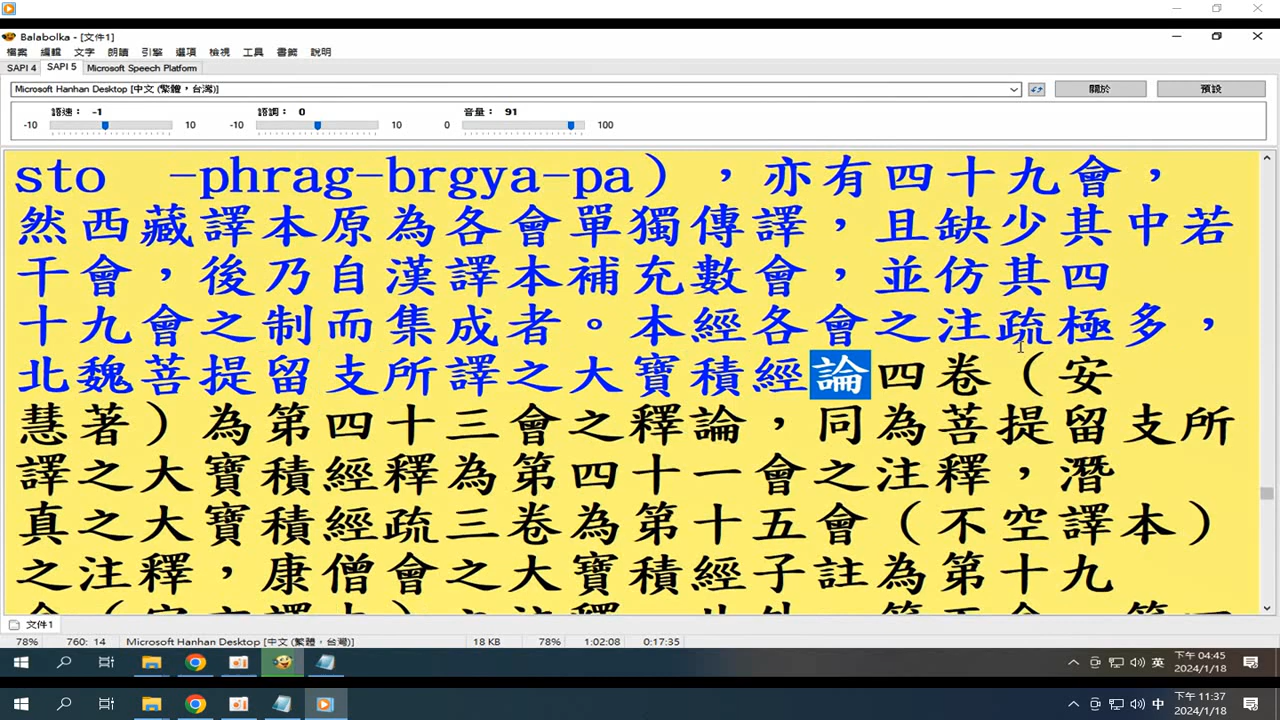 Balabolka - [文件1]
檔案 編輯 文字 朗讀 引擎 選項 檢視 工具 書籤 說明
SAPI 4 SAPI 5 Microsoft Speech Platform
Microsoft Hanhan Desktop [中文 (繁體，台灣)] 關於 預設
語速： -1 語調： 0 音量： 91
-10 10 -10 10 0 100
sto -phrag-brgya-pa），亦有四十九會，
然西藏譯本原為各會單獨傳譯，且缺少其中若
干會，後乃自漢譯本補充數會，並仿其四
十九會之制而集成者。本經各會之注疏極多，
北魏菩提留支所譯之大寶積經論四卷（安
慧著）為第四十三會之釋論，同為菩提留支所
譯之大寶積經釋為第四十一會之注釋，潛
真之大寶積經疏三卷為第十五會（不空譯本）
之注釋，康僧會之大寶積經子註為第十九
文件1
78% 760: 14 Microsoft Hanhan Desktop [中文 (繁體，台灣)] 18 KB 78% 1:02:08 0:17:35
英 下午 04:45
2024/1/18
中 下午 11:37
2024/1/18